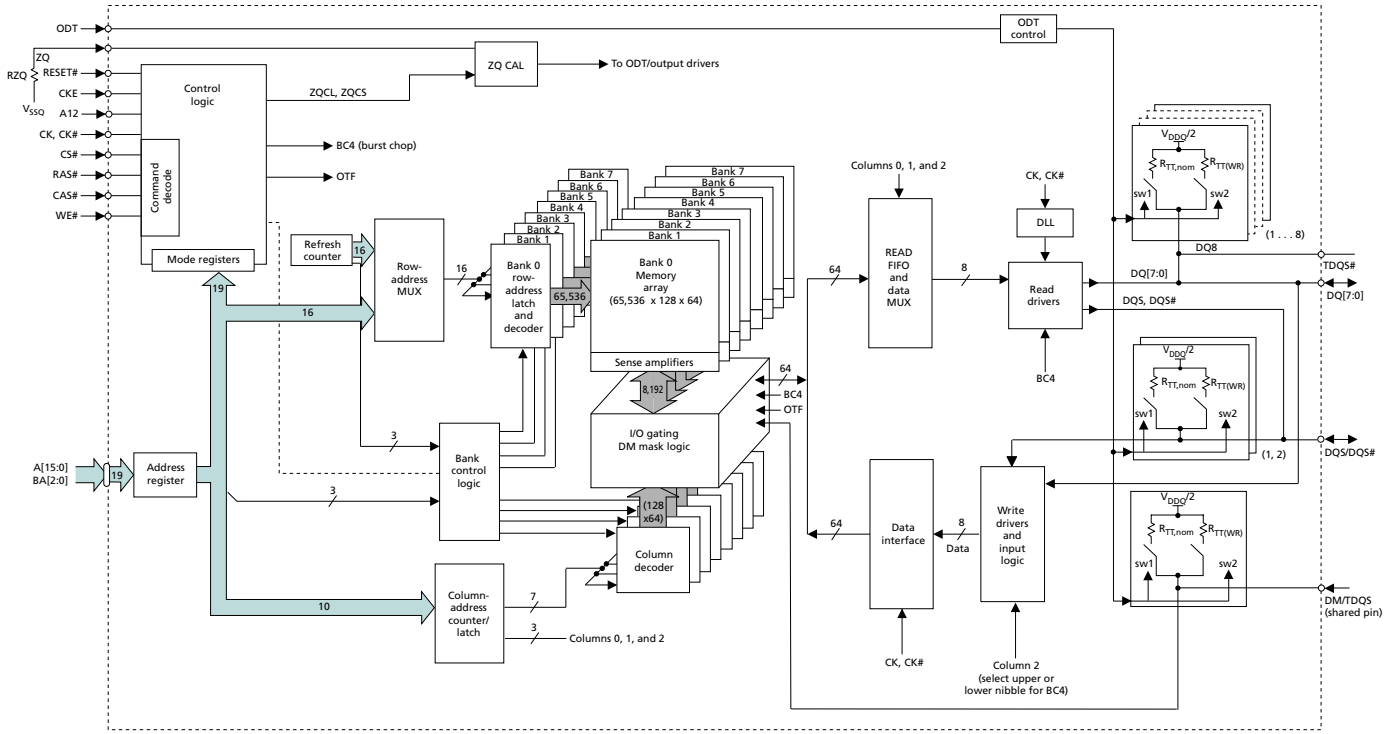 ODT
ODT
control
ZQ
RZQ
V_SSQ
RESET#
CKE
A12
CK, CK#
CS#
RAS#
CAS#
WE#
Control
logic
Command
decode
Mode registers
ZQ CAL
To ODT/output drivers
ZQCL, ZQCS
BC4 (burst chop)
OTF
Refresh
counter
16
Row-
address
MUX
16
19
16
Bank 7
Bank 6
Bank 5
Bank 4
Bank 3
Bank 2
Bank 1
Bank 0
row-
address
latch
and
decoder
65,536
Bank 7
Bank 6
Bank 5
Bank 4
Bank 3
Bank 2
Bank 1
Bank 0
Memory
array
(65,536 x 128 x 64)
Sense amplifiers
8,192
64
BC4
OTF
I/O gating
DM mask logic
(128
x64)
Column
decoder
3
Bank
control
logic
3
A[15:0]
BA[2:0]
19
Address
register
10
Column-
address
counter/
latch
7
3
Columns 0, 1, and 2
Columns 0, 1, and 2
64
READ
FIFO
and
data
MUX
8
CK, CK#
DLL
Read
drivers
BC4
DQ8
DQ[7:0]
DQS, DQS#
64
Data
interface
8
Data
Write
drivers
and
input
logic
CK, CK#
Column 2
(select upper or
lower nibble for BC4)
V_DDQ/2
R_TT,nom
R_TT(WR)
sw1
sw2
(1 . . . 8)
TDQS#
DQ[7:0]
V_DDQ/2
R_TT,nom
R_TT(WR)
sw1
sw2
(1, 2)
DQS/DQS#
V_DDQ/2
R_TT,nom
R_TT(WR)
sw1
sw2
DM/TDQS
(shared pin)